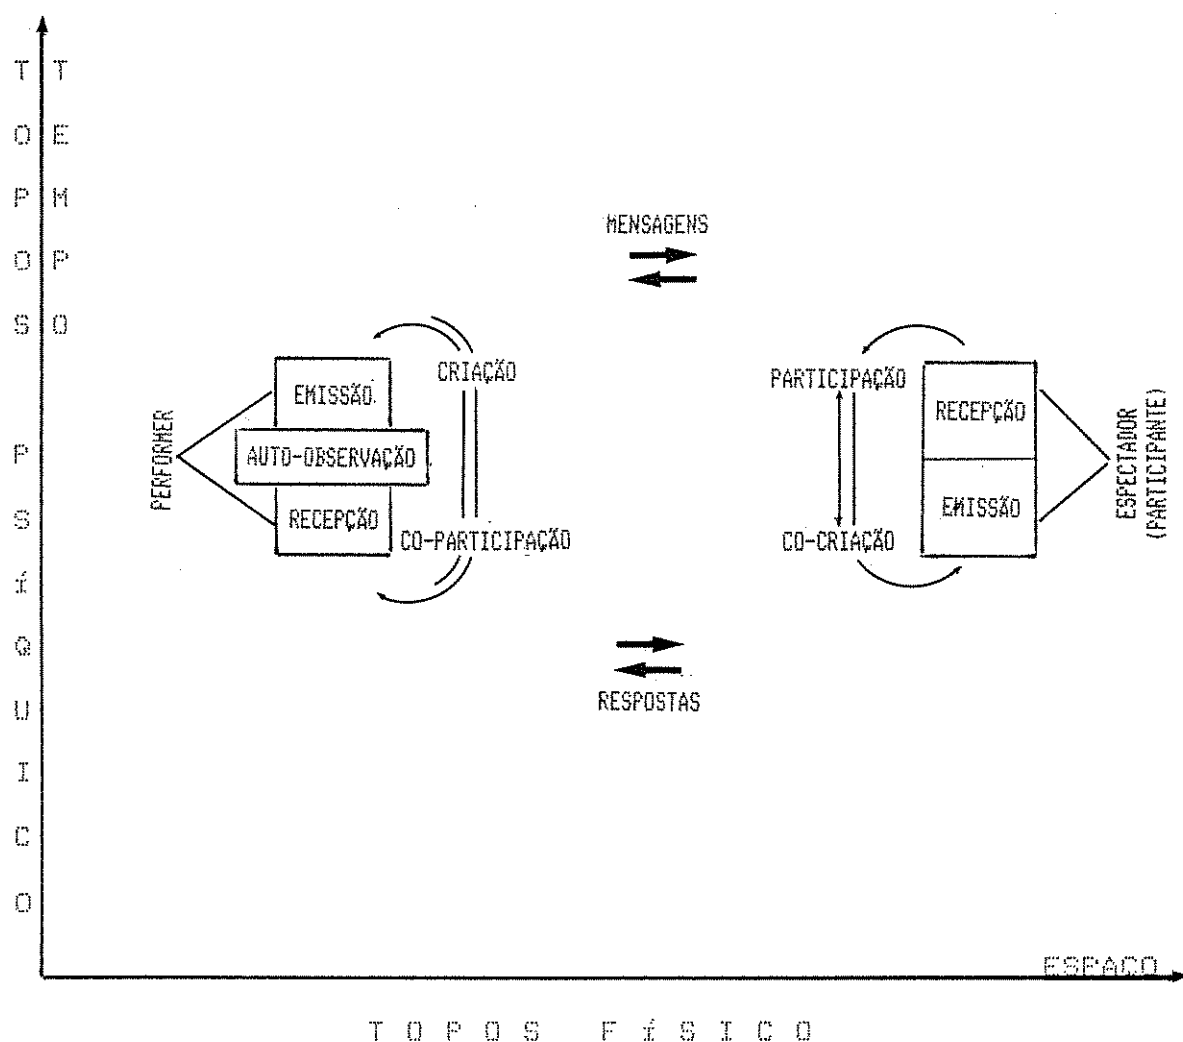 TOPOS PSíQUICO
TEMPO
MENSAGENS
EMISSÃO
CRIAÇÃO
PERFORMER
AUTO-OBSERVAÇÃO
RECEPÇÃO
CO-PARTICIPAÇÃO
PARTICIPAÇÃO
RECEPÇÃO
EMISSÃO
CO-CRIAÇÃO
ESPECTADOR
(PARTICIPANTE)
RESPOSTAS
ESPAÇO
TOPOS FíSICO